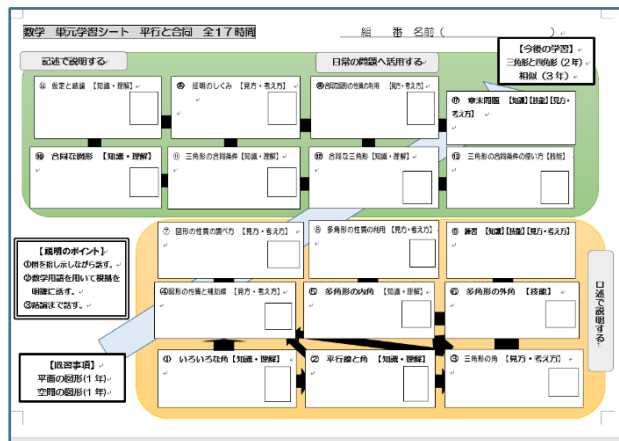 数学 単元学習シート 平行と合同 全17時間
組 番 名前（ ）
記述で説明する
日常の問題へ活用する
【今後の学習】
三角形と四角形（2年）
相似（3年）
⑭ 仮定と結論 【知識・理解】
⑮ 証明のしくみ 【見方・考え方】
⑯合同な図形の性質の利用 【見方・考え方】
⑰ 章末問題 【知識】【技能】【見方・考え方】
⑩ 合同な図形 【知識・理解】
⑪ 三角形の合同条件【知識・理解】
⑫ 合同な三角形【知識・理解】
⑬ 三角形の合同条件の使い方【技能】
⑦ 図形の性質の調べ方【見方・考え方】
⑧ 多角形の性質の利用 【見方・考え方】
⑨ 練習 【知識】【技能】【見方・考え方】
【説明のポイント】
①図を指し示しながら話す。
②数学用語を用いて根拠を
明確に話す。
③結論まで話す。
④図形の性質と補助線 【見方・考え方】
⑤ 多角形の内角 【知識・理解】
⑥ 多角形の外角 【技能】
口述で説明する
【既習事項】
平面の図形(1年)
空間の図形(1年)
① いろいろな角【知識・理解】
② 平行線と角 【知識・理解】
③ 三角形の角 【見方・考え方】